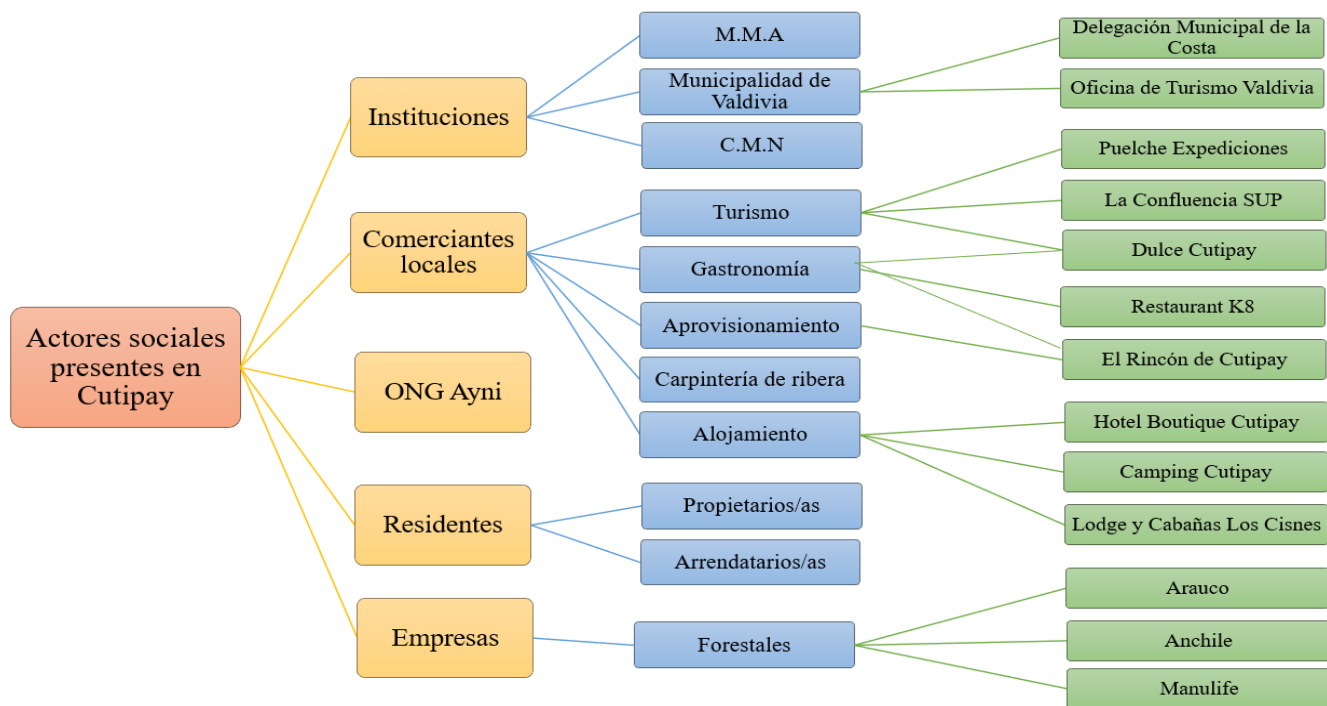 Actores sociales
presentes en
Cutipay
Instituciones
Comerciantes
locales
ONG Ayni
Residentes
Empresas
M.M.A
Municipalidad de
Valdivia
C.M.N
Turismo
Gastronomía
Aprovisionamiento
Carpintería de ribera
Alojamiento
Propietarios/as
Arrendatarios/as
Forestales
Delegación Municipal de la
Costa
Oficina de Turismo Valdivia
Puelche Expediciones
La Confluencia SUP
Dulce Cutipay
Restaurant K8
El Rincón de Cutipay
Hotel Boutique Cutipay
Camping Cutipay
Lodge y Cabañas Los Cisnes
Arauco
Anchile
Manulife